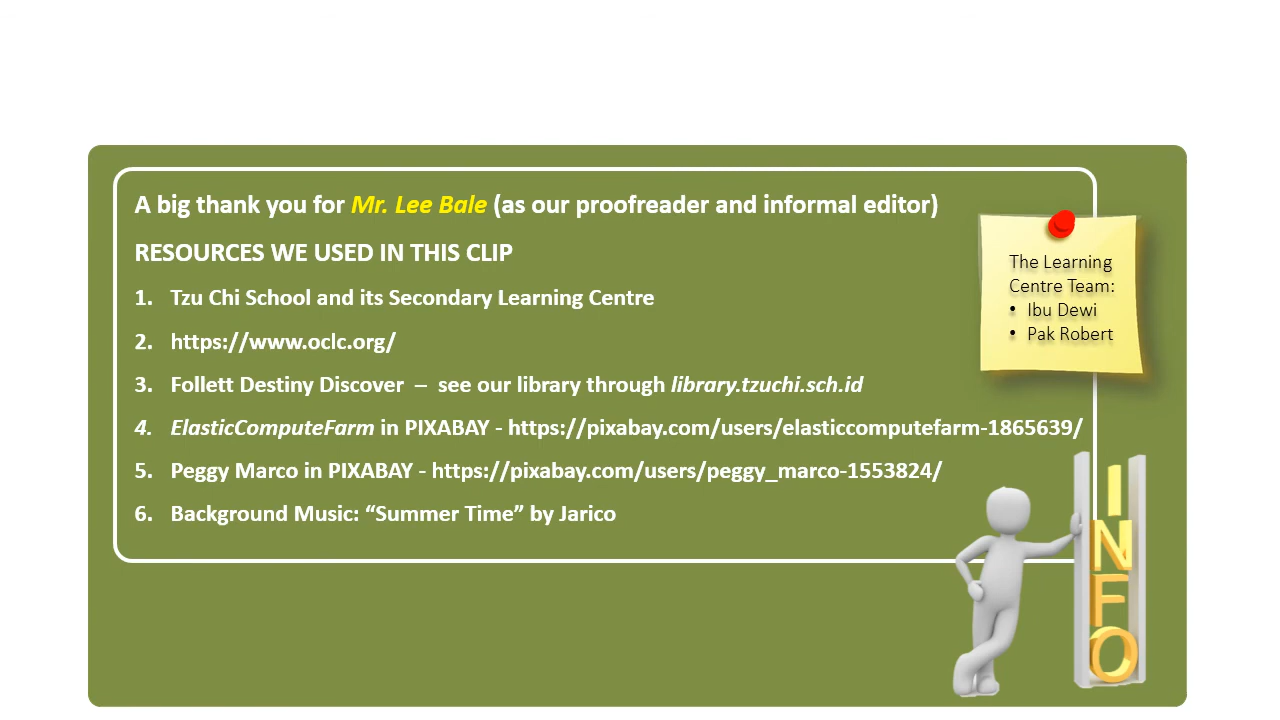 A big thank you for Mr. Lee Bale (as our proofreader and informal editor)
RESOURCES WE USED IN THIS CLIP
1. Tzu Chi School and its Secondary Learning Centre
2. https://www.oclc.org/
3. Follett Destiny Discover – see our library through library.tzuchi.sch.id
4. ElasticComputeFarm in PIXABAY - https://pixabay.com/users/elasticcomputefarm-1865639/
5. Peggy Marco in PIXABAY - https://pixabay.com/users/peggy_marco-1553824/
6. Background Music: “Summer Time” by Jarico
The Learning
Centre Team:
• Ibu Dewi
• Pak Robert
INFO